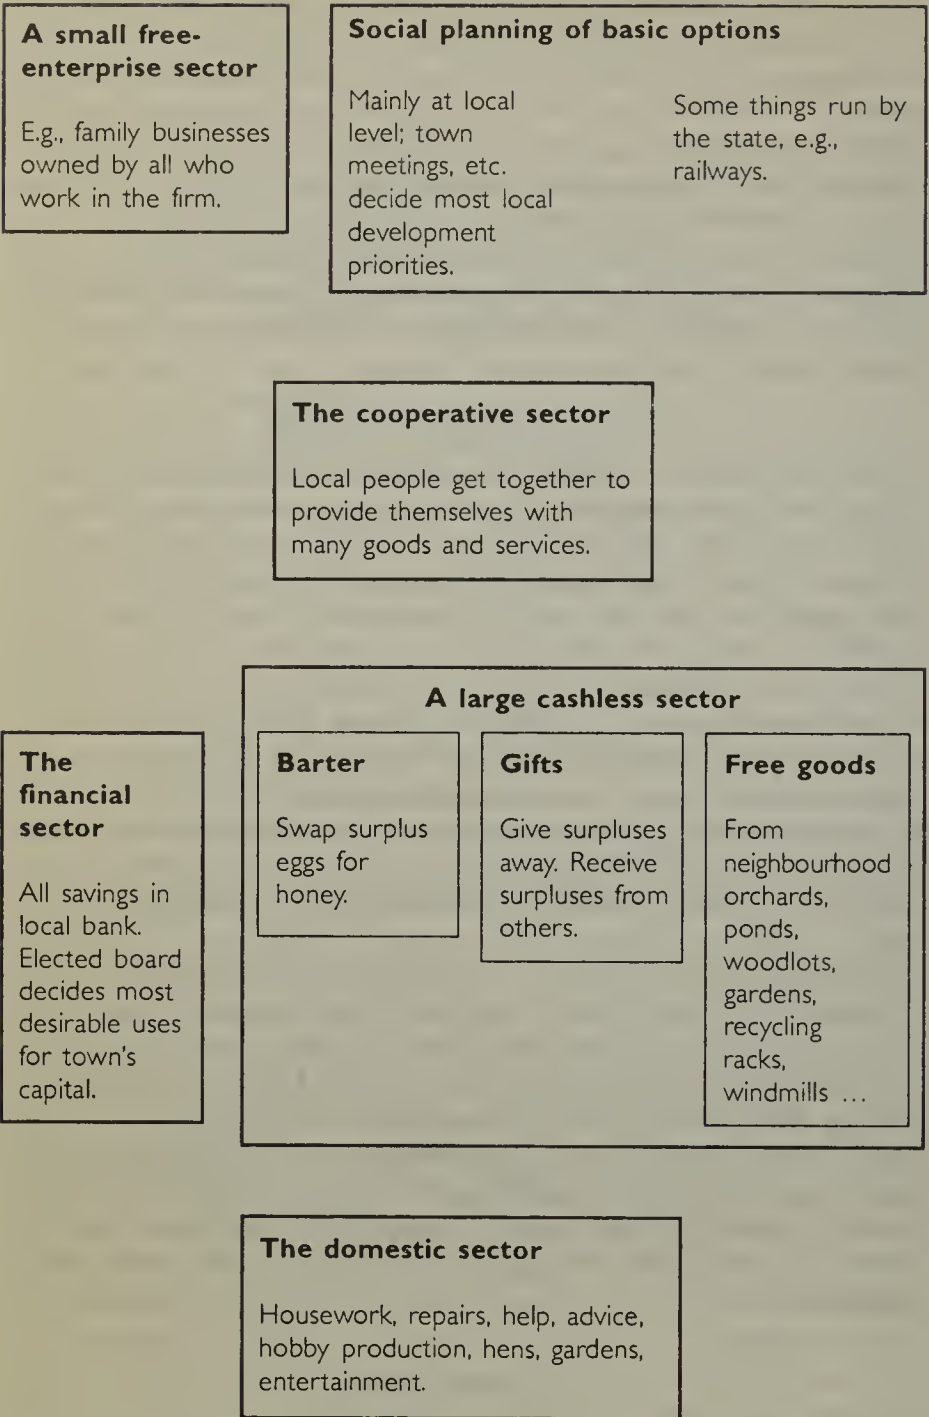 A small free-
enterprise sector
E.g., family businesses
owned by all who
work in the firm.
Social planning of basic options
Mainly at local
level; town
meetings, etc.
decide most local
development
priorities.
Some things run by
the state, e.g.,
railways.
The cooperative sector
Local people get together to
provide themselves with
many goods and services.
The
financial
sector
All savings in
local bank.
Elected board
decides most
desirable uses
for town's
capital.
A large cashless sector
Barter
Swap surplus
eggs for
honey.
Gifts
Give surpluses
away. Receive
surpluses from
others.
Free goods
From
neighbourhood
orchards,
ponds,
woodlots,
gardens,
recycling
racks,
windmills ...
The domestic sector
Housework, repairs, help, advice,
hobby production, hens, gardens,
entertainment.